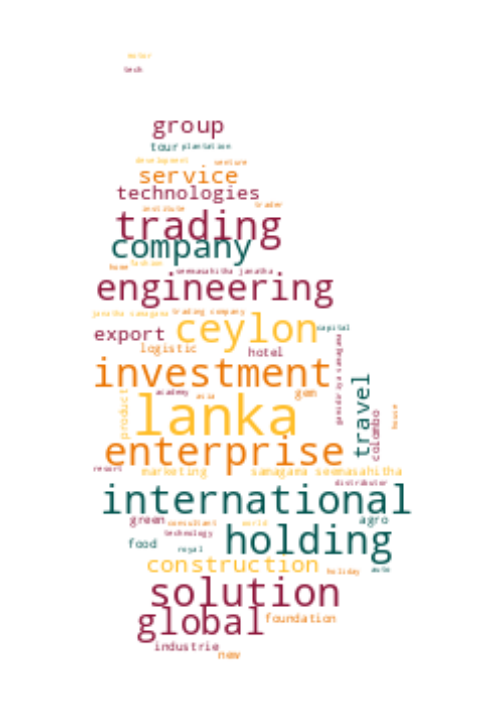 motor
tech
group
tour plantation
development venture
service
technologies
institute trader
trading
company
home fashion
seemasahitha janatha
engineering
janatha samagama trading company
ceylon capital
export
logistic hotel
investment
academy asia gem
product
lanka
travel
colombo
house
enterprise
resort marketing samagama seemasahitha
distributor
international
green consultant world agro
technology
holding
food royal
construction holiday auto
solution
global foundation
industrie
new